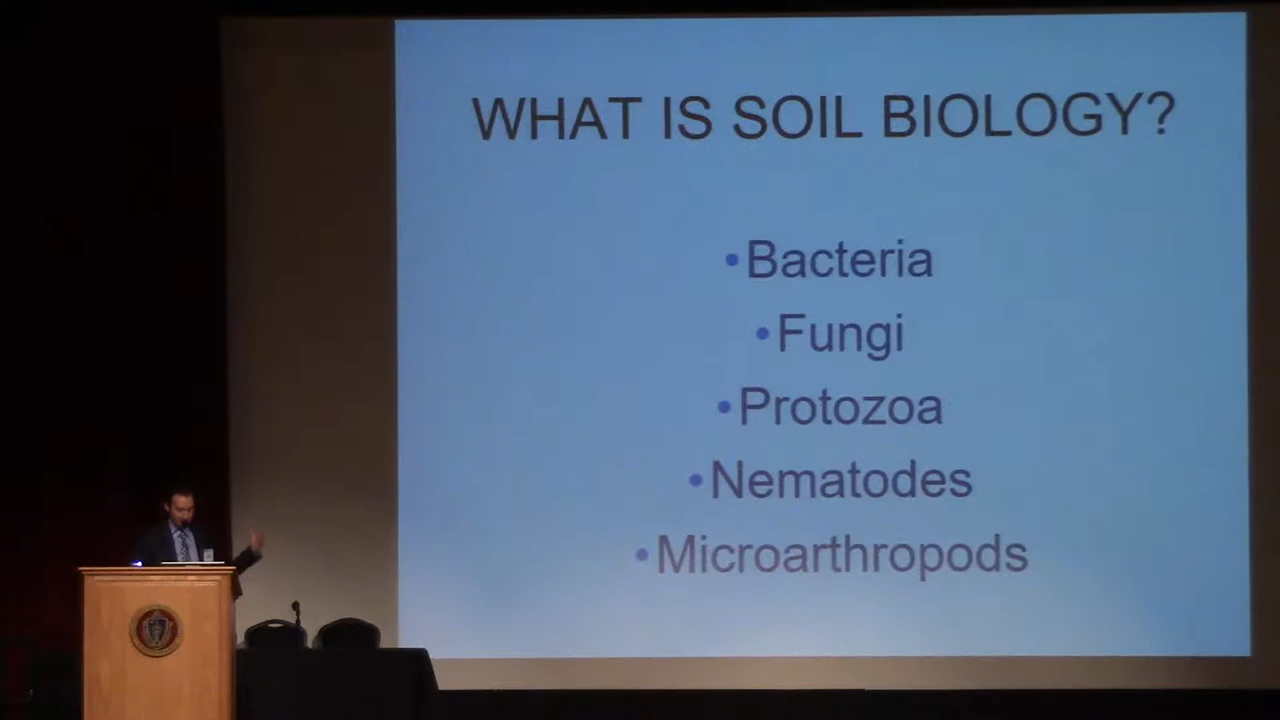 WHAT IS SOIL BIOLOGY?
•Bacteria
•Fungi
•Protozoa
•Nematodes
•Microarthropods